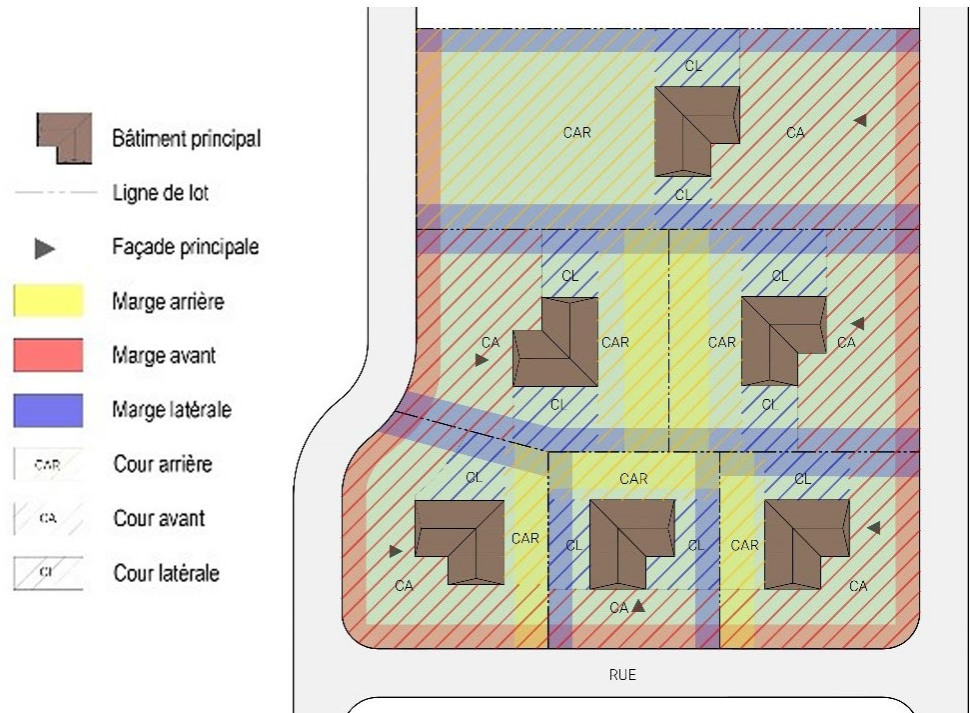 Bâtiment principal
Ligne de lot
Façade principale
Marge arrière
Marge avant
Marge latérale
CAR Cour arrière
CA Cour avant
CL Cour latérale
CL
CAR
CA
CL
CL
CL
CA
CAR
CAR
CA
CL
CL
CL
CAR
CL
CAR
CL
CL
CAR
CA
CA
CA
RUE